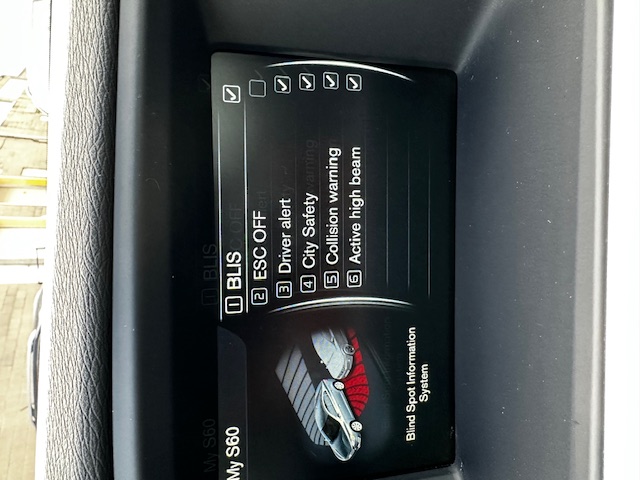 My S60
1 BLIS
2 ESC OFF
3 Driver alert
4 City Safety
5 Collision warning
6 Active high beam
Blind Spot Information
System